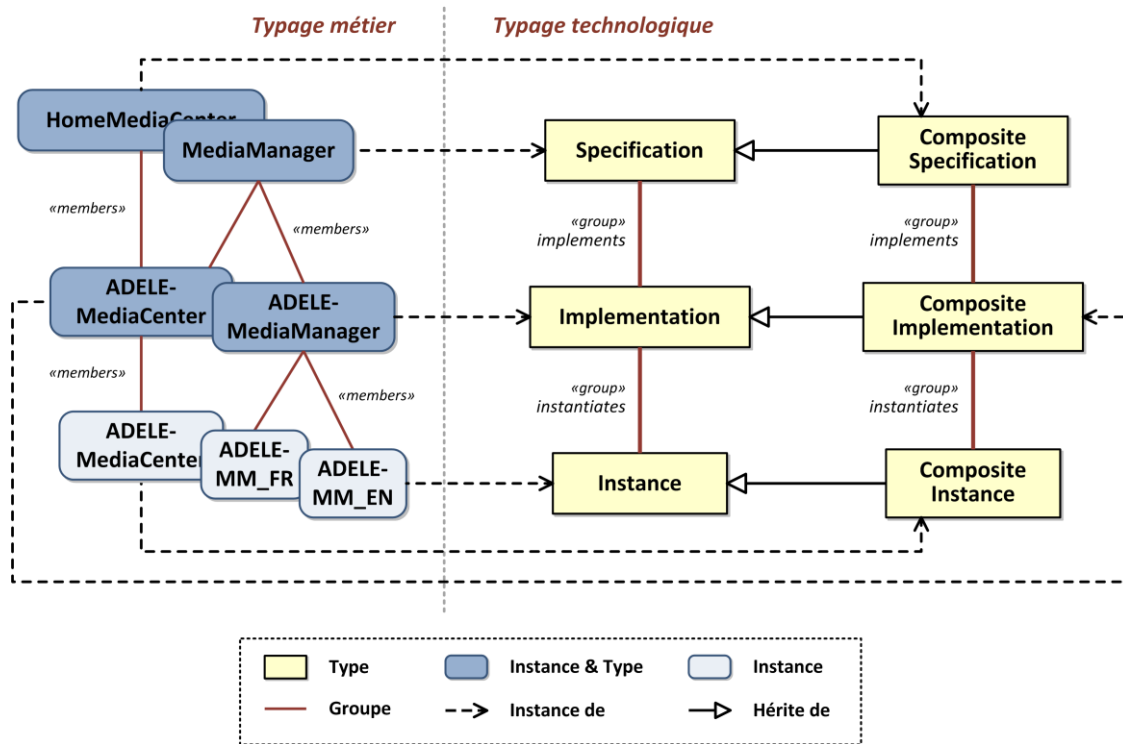 Typage métier
Typage technologique
HomeMediaCenter
MediaManager
Specification
Composite
Specification
«members»
«members»
«group»
implements
«group»
implements
ADELE-
MediaCenter
ADELE-
MediaManager
Implementation
Composite
Implementation
«members»
«members»
«group»
instantiates
«group»
instantiates
ADELE-
MediaCenter
ADELE-
MM_FR
ADELE-
MM_EN
Instance
Composite
Instance
Type
Instance & Type
Instance
Groupe
Instance de
Hérite de